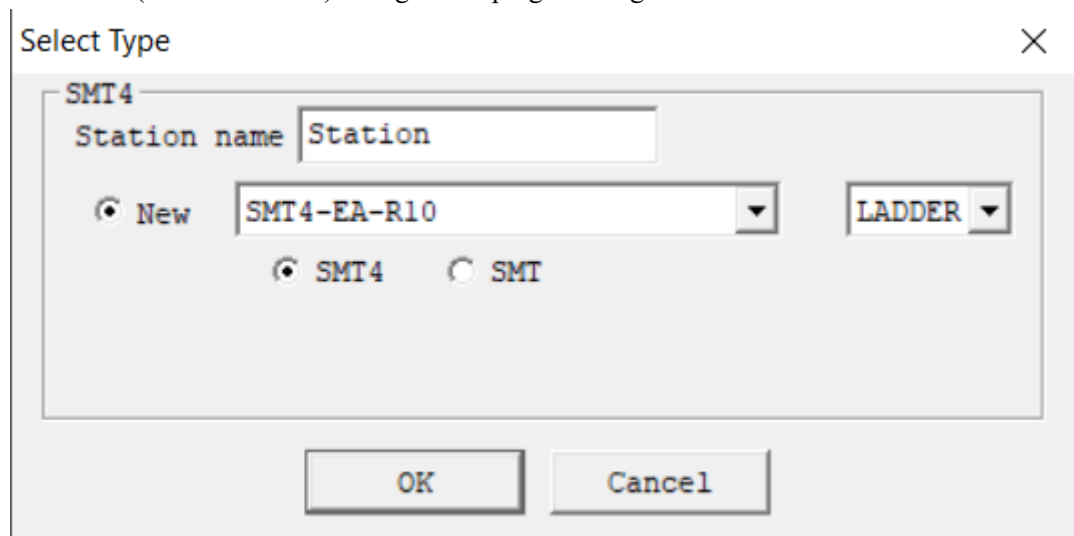 Select Type
SMT4
Station name Station
New SMT4-EA-R10 LADDER
SMT4 SMT
OK Cancel